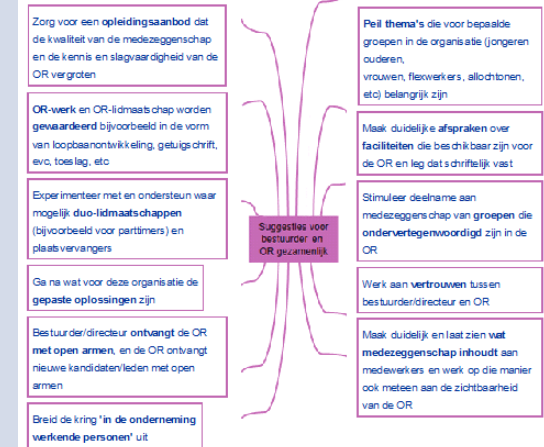 Zorg voor een opleidingsaanbod dat
de kwaliteit van de medezeggenschap
en de kennis en slagvaardigheid van de
OR vergroten
OR-werk en OR-lidmaatschap worden
gewaardeerd bijvoorbeeld in de vorm
van loopbaanontwikkeling, getuigschrift,
evc, toeslag, etc
Experimenteer met en ondersteun waar
mogelijk duo-lidmaatschappen
(bijvoorbeeld voor parttimers) en
plaatsvervangers
Ga na wat voor deze organisatie de
gepaste oplossingen zijn
Bestuurder/directeur ontvangt de OR
met open armen, en de OR ontvangt
nieuwe kandidaten/leden met open
armen
Breid de kring 'in de onderneming
werkende personen' uit
Suggesties voor
bestuurder en
OR gezamenlijk
Peil thema's die voor bepaalde
groepen in de organisatie (jongeren
ouderen,
vrouwen, flexwerkers, allochtonen,
etc) belangrijk zijn
Maak duidelijke afspraken over
faciliteiten die beschikbaar zijn voor
de OR en leg dat schriftelijk vast
Stimuleer deelname aan
medezeggenschap van groepen die
ondervertegenwoordigd zijn in de
OR
Werk aan vertrouwen tussen
bestuurder/directeur en OR
Maak duidelijk en laat zien wat
medezeggenschap inhoudt aan
medewerkers en werk op die manier
ook meteen aan de zichtbaarheid
van de OR